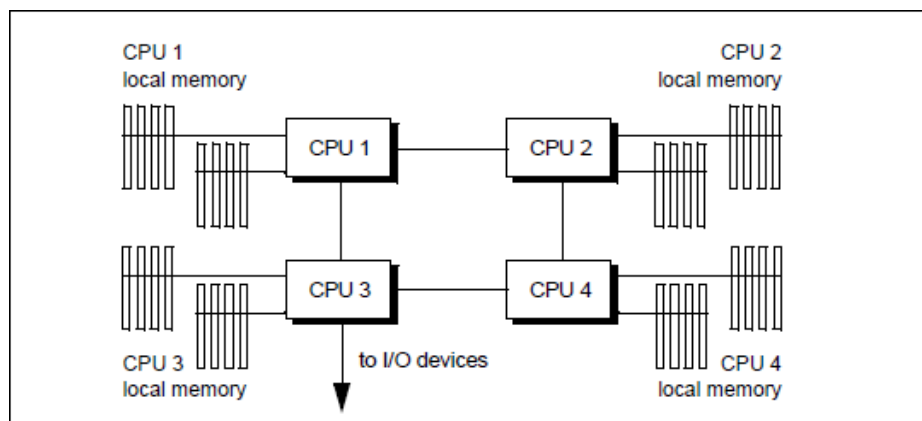 CPU 1
local memory
CPU 2
local memory
CPU 1
CPU 2
CPU 3
CPU 4
to I/O devices
CPU 3
local memory
CPU 4
local memory